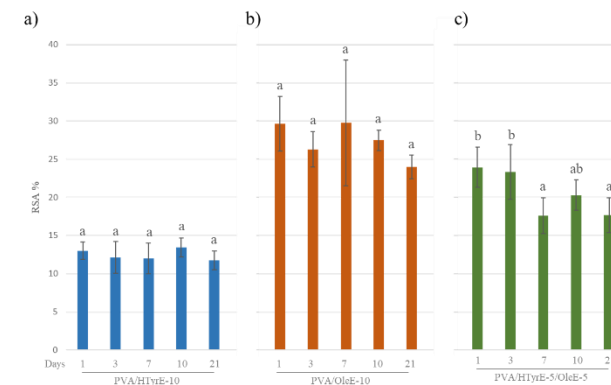 a) b) c)
40
35
30
25
20
15
10
5
0
RSA %
a a a a a
a a a a a
b b a ab a
Days 1 3 7 10 21 1 3 7 10 21 1 3 7 10
PVA/HTyrE-10 PVA/OleE-10 PVA/HTyrE-5/OleE-5